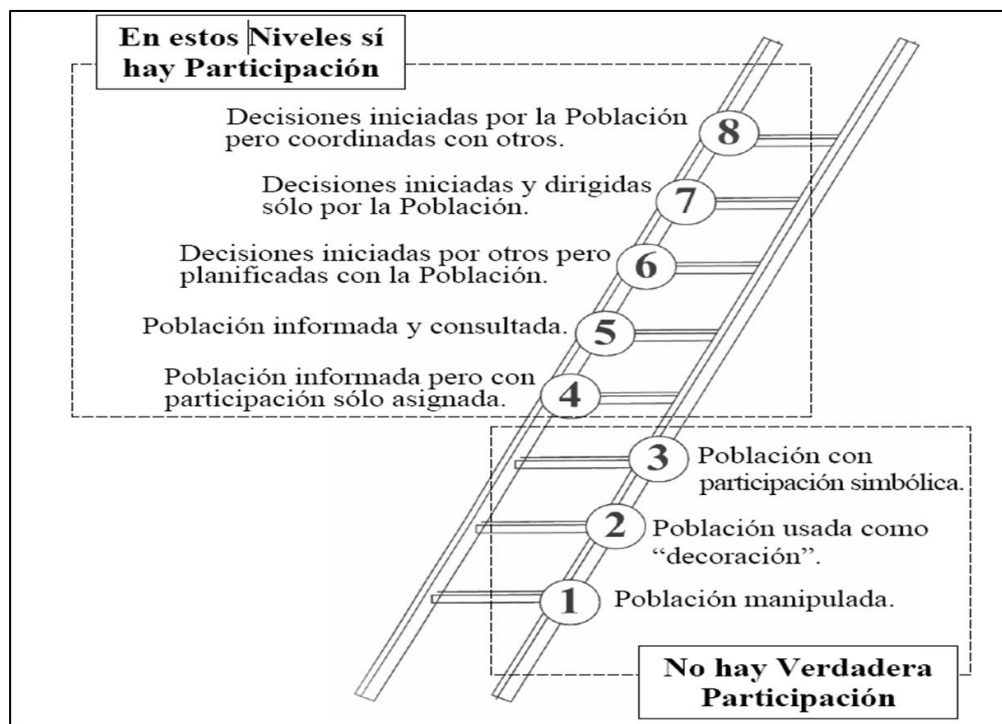 En estos Niveles sí
hay Participación
Decisiones iniciadas por la Población
pero coordinadas con otros.
8
Decisiones iniciadas y dirigidas
sólo por la Población.
7
Decisiones iniciadas por otros pero
planificadas con la Población.
6
Población informada y consultada.
5
Población informada pero con
participación sólo asignada.
4
3
Población con
participación simbólica.
2
Población usada como
“decoración”.
1
Población manipulada.
No hay Verdadera
Participación